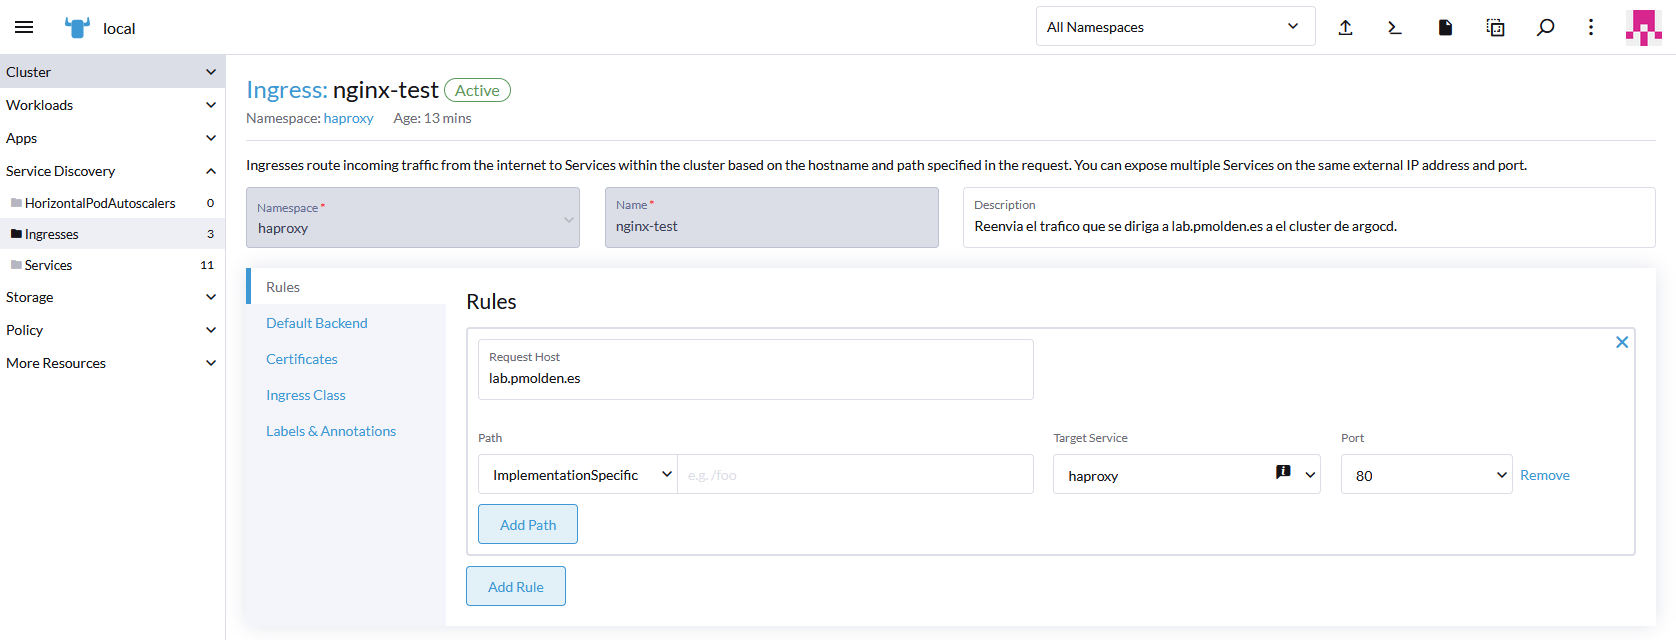 local
All Namespaces
Cluster
Workloads
Apps
Service Discovery
HorizontalPodAutoscalers 0
Ingresses 3
Services 11
Storage
Policy
More Resources
Ingress: nginx-test Active
Namespace: haproxy Age: 13 mins
Ingresses route incoming traffic from the internet to Services within the cluster based on the hostname and path specified in the request. You can expose multiple Services on the same external IP address and port.
Namespace *
haproxy
Name *
nginx-test
Description
Reenvia el trafico que se diriga a lab.pmolden.es a el cluster de argocd.
Rules
Default Backend
Certificates
Ingress Class
Labels & Annotations
Rules
Request Host
lab.pmolden.es
Path Target Service Port
ImplementationSpecific e.g. /foo haproxy 80 Remove
Add Path
Add Rule